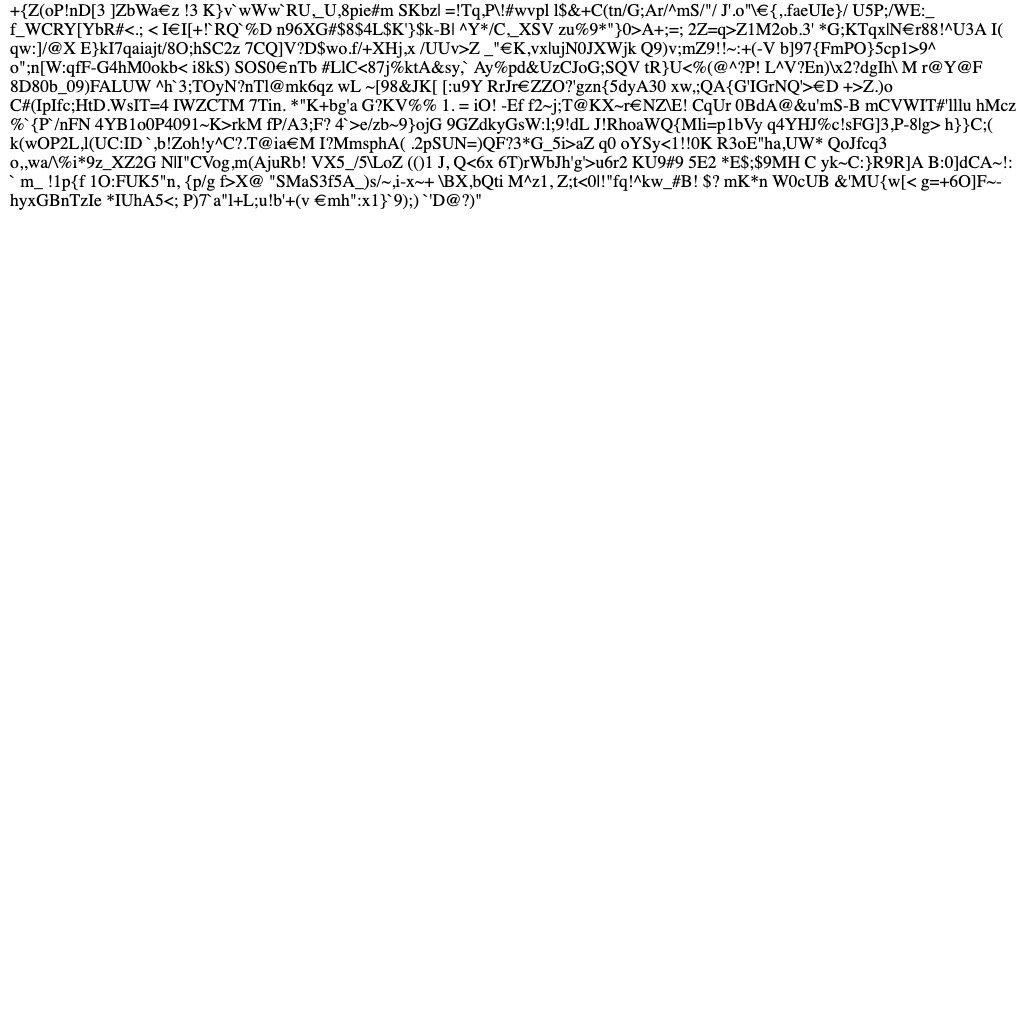 +{Z(oP!nD[3 ]ZbWa€z !3 K}v`wWw`RU,_U,8pie#m SKbz| =!Tq,P\!#wvpl l$&+C(tn/G;Ar/^mS/"/ J'.o"\€{,.faeUIe}/ U5P;/WE:_
f_WCRY[YbR#<.; < I€I[+!`RQ`%D n96XG#$8$4L$K'}$k-B| ^Y*/C,_XSV zu%9*"}0>A+;=; 2Z=q>Z1M2ob.3' *G;KTqx|N€r88!^U3A I(
qw:]/@X E}kI7qaiajt/8O;hSC2z 7CQ]V?D$wo.f/+XHj,x /UUv>Z _"€K,vx|ujN0JXWjk Q9)v;mZ9!!~:+(-V b]97{FmPO}5cp1>9^
o";n[W:qfF-G4hM0okb< i8kS) SOS0€nTb #LlC<87j%ktA&sy,` Ay%pd&UzCJoG;SQV tR}U<%(@^?P! L^V?En)\x2?dgIh\ M r@Y@F
8D80b_09)FALUW ^h`3;TOyN?nTl@mk6qz wL ~[98&JK[ [:u9Y RrJr€ZZO?'gzn{5dyA30 xw,;QA{G'IGrNQ'>€D +>Z.)o
C#(IpIfc;HtD.WsIT=4 IWZCTM 7Tin. *"K+bg'a G?KV%% 1. = iO! -Ef f2~j;T@KX~r€NZ\E! CqUr 0BdA@&u'mS-B mCVWIT#'lllu hMcz
%`{P`/nFN 4YB1o0P4091~K>rkM fP/A3;F? 4`>e/zb~9}ojG 9GZdkyGsW:l;9!dL J!RhoaWQ{Mli=p1bVy q4YHJ%c!sFG]3,P-8|g> h}}C;(
k(wOP2L,l(UC:ID `,b!Zoh!y^C?.T@ia€M I?MmsphA( .2pSUN=)QF?3*G_5i>aZ q0 oYSy<1!!0K R3oE"ha,UW* QoJfcq3
o,,wa/\%i*9z_XZ2G N|I"CVog,m(AjuRb! VX5_/5\LoZ (()1 J, Q<6x 6T)rWbJh'g'>u6r2 KU9#9 5E2 *E$;$9MH C yk~C:}R9R]A B:0]dCA~!:
` m_ !1p{f 1O:FUK5"n, {p/g f>X@ "SMaS3f5A_)s/~,i-x~+ \BX,bQti M^z1, Z;t<0|!"fq!^kw_#B! $? mK*n W0cUB &'MU{w[< g=+6O]F~-
hyxGBnTzIe *IUhA5<; P)7`a"l+L;u!b'+(v €mh":x1}`9);) `'D@?)"